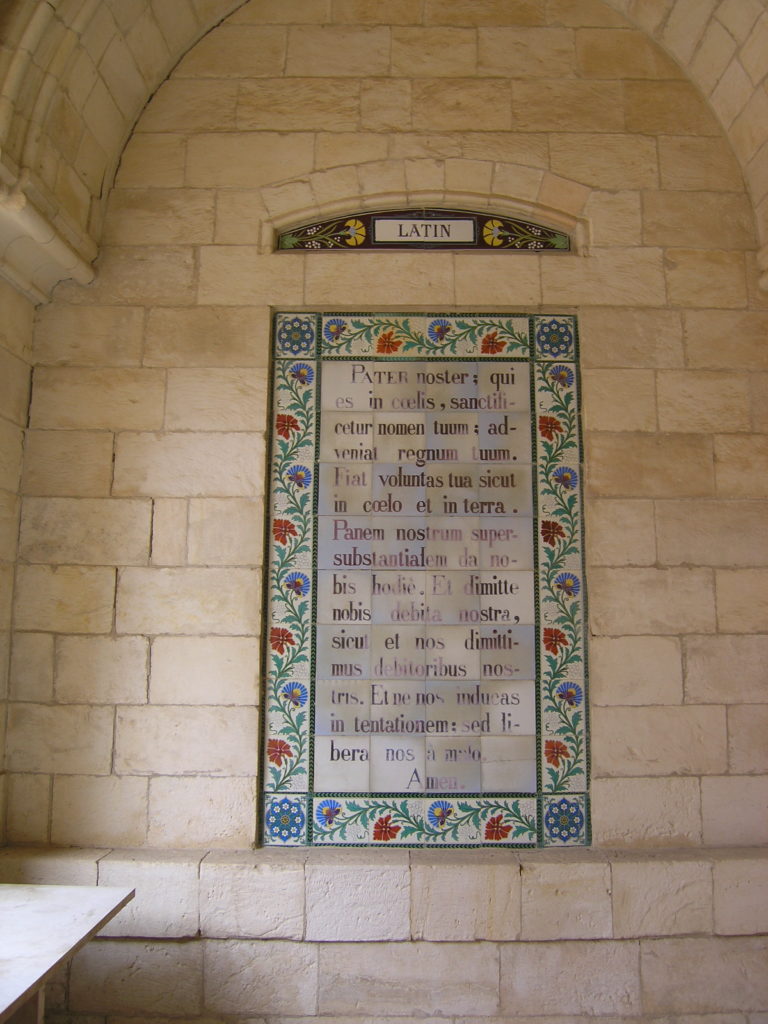 LATIN
PATER noster; qui
es in cœlis, sanctifi-
cetur nomen tuum; ad-
veniat regnum tuum.
Fiat voluntas tua sicut
in cœlo et in terra.
Panem nostrum super-
substantialem da no-
bis hodiè. Et dimitte
nobis debita nostra,
sicut et nos dimitti-
mus debitoribus nos-
tris. Et ne nos inducas
in tentationem: sed li-
bera nos à malo.
Amen.